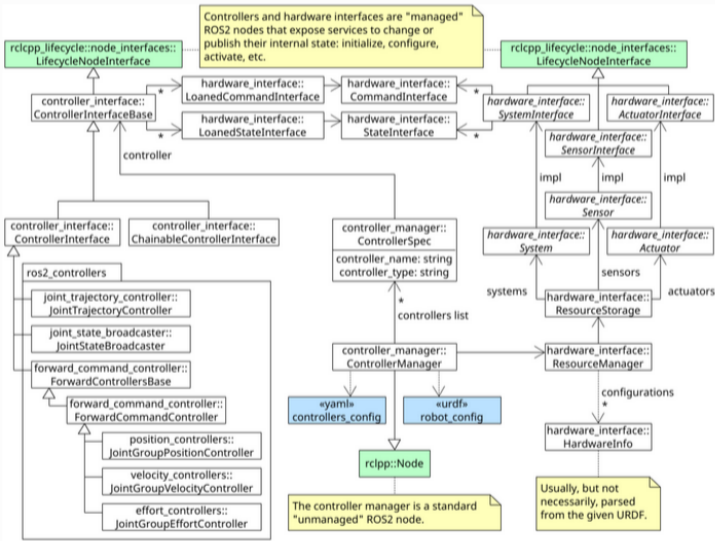 Controllers and hardware interfaces are "managed"
ROS2 nodes that expose services to change or
publish their internal state: initialize, configure,
activate, etc.
rclcpp_lifecycle::node_interfaces::
LifecycleNodeInterface
rclcpp_lifecycle::node_interfaces::
LifecycleNodeInterface
controller_interface::
ControllerInterfaceBase
*
*
hardware_interface::
LoanedCommandInterface
hardware_interface::
CommandInterface
hardware_interface::
LoanedStateInterface
hardware_interface::
StateInterface
*
*
hardware_interface::
SystemInterface
hardware_interface::
ActuatorInterface
hardware_interface::
SensorInterface
controller
impl
impl
impl
hardware_interface::
Sensor
controller_interface::
ControllerInterface
controller_interface::
ChainableControllerInterface
controller_manager::
ControllerSpec
controller_name: string
controller_type: string
hardware_interface::
System
hardware_interface::
Actuator
ros2_controllers
joint_trajectory_controller::
JointTrajectoryController
joint_state_broadcaster::
JointStateBroadcaster
forward_command_controller::
ForwardControllersBase
forward_command_controller::
ForwardCommandController
position_controllers::
JointGroupPositionController
velocity_controllers::
JointGroupVelocityController
effort_controllers::
JointGroupEffortController
*
controllers list
systems
sensors
actuators
hardware_interface::
ResourceStorage
controller_manager::
ControllerManager
hardware_interface::
ResourceManager
«yaml»
controllers_config
«urdf»
robot_config
configurations
*
hardware_interface::
HardwareInfo
rclpp::Node
The controller manager is a standard
"unmanaged" ROS2 node.
Usually, but not
necessarily, parsed
from the given URDF.